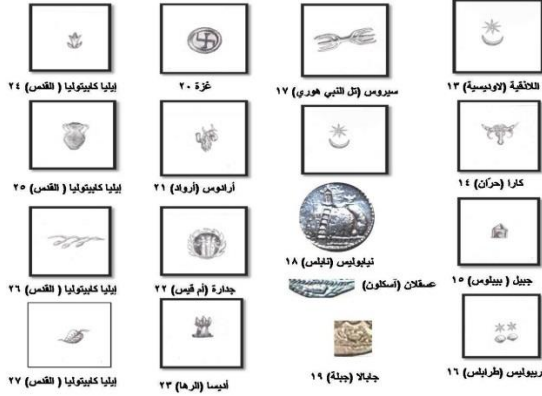 اللاذقية (لاوديسية) ١٣
كارا (حرّان) ١٤
جبيل (بيبلوس) ١٥
ريبوليس (طرابلس) ١٦
سيروس (تل النبي هوري) ١٧
نيابوليس (نابلس) ١٨
عسقلان (آسكلون)
جابالا (جبلة) ١٩
غزة ٢٠
أرادوس (أرواد) ٢١
جدارة (أم قيس) ٢٢
أديسا (الرها) ٢٣
إيليا كابيتوليا (القدس) ٢٤
إيليا كابيتوليا (القدس) ٢٥
إيليا كابيتوليا (القدس) ٢٦
إيليا كابيتوليا (القدس) ٢٧